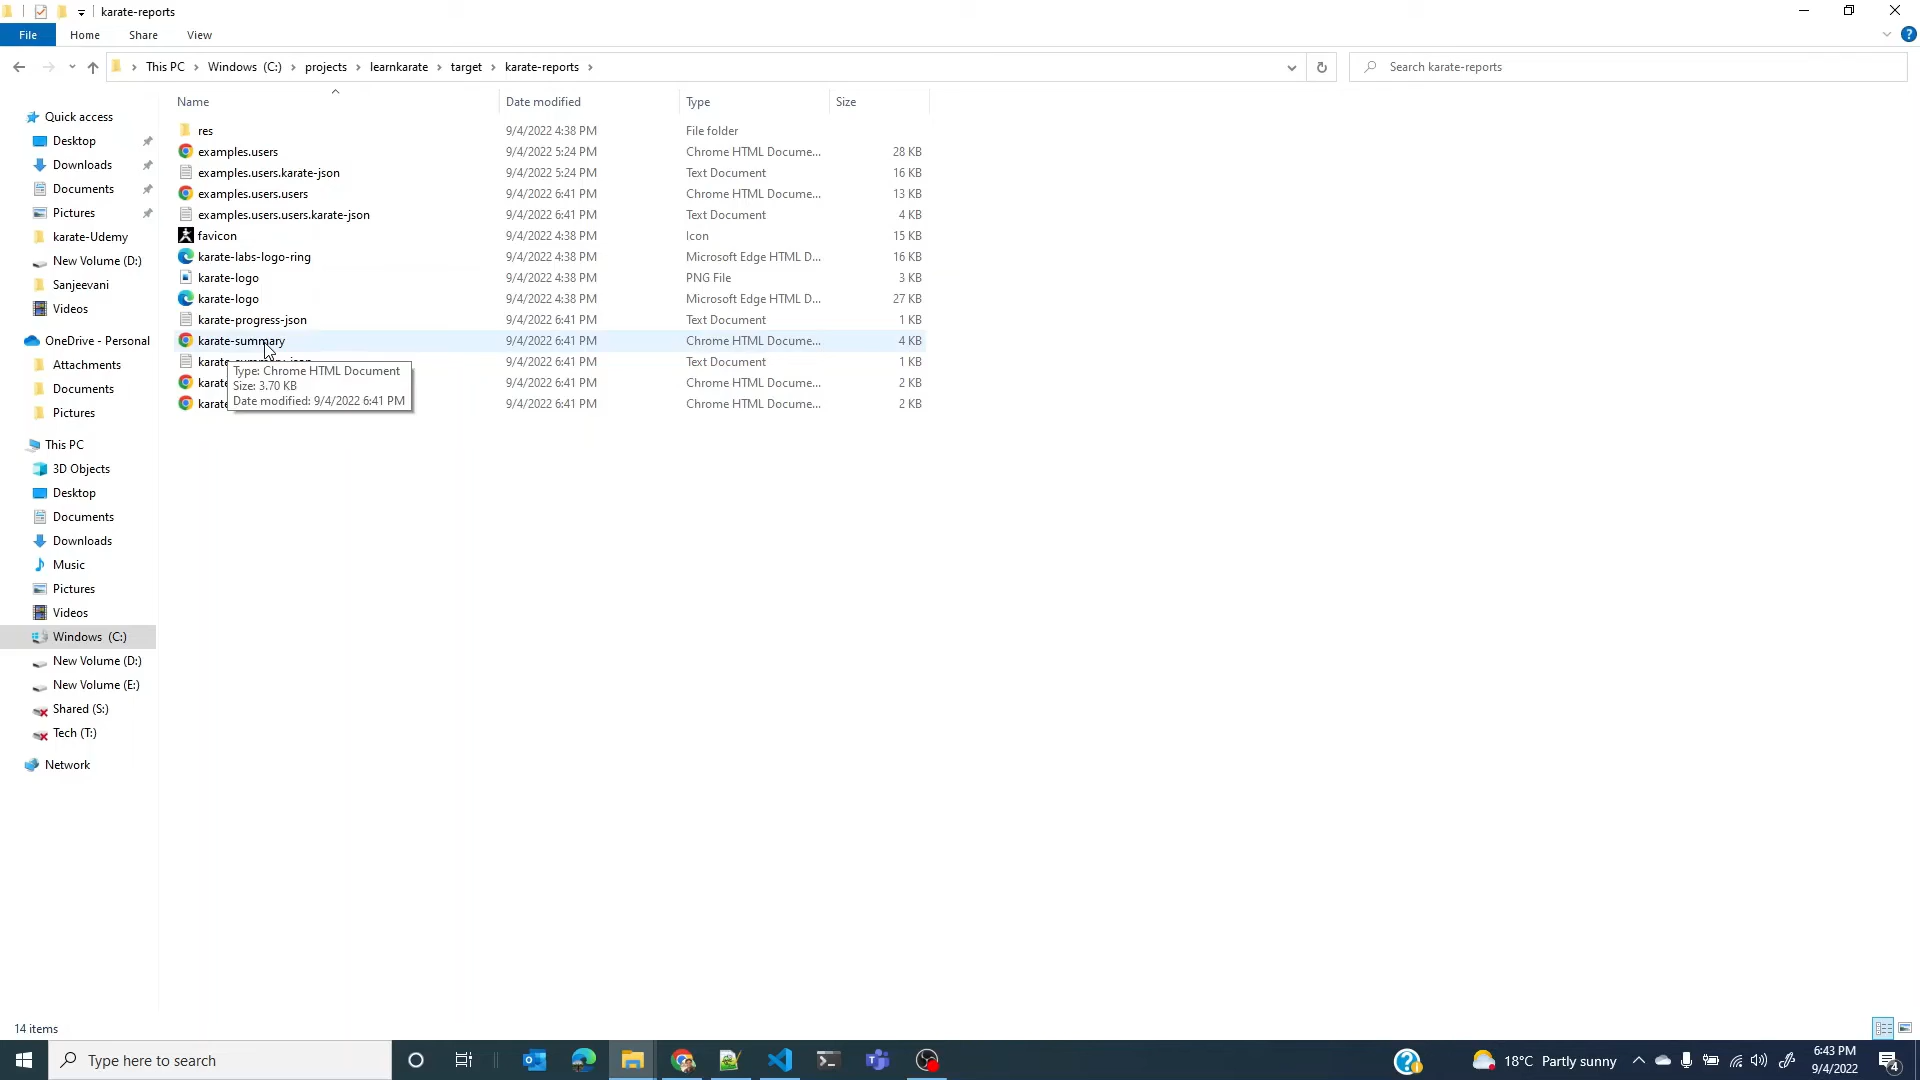 karate-reports
File Home Share View
This PC Windows (C:) projects learnkarate target karate-reports Search karate-reports
Name Date modified Type Size
res 9/4/2022 4:38 PM File folder
examples.users 9/4/2022 5:24 PM Chrome HTML Docume... 28 KB
examples.users.karate-json 9/4/2022 5:24 PM Text Document 16 KB
examples.users.users 9/4/2022 6:41 PM Chrome HTML Docume... 13 KB
examples.users.users.karate-json 9/4/2022 6:41 PM Text Document 4 KB
favicon 9/4/2022 4:38 PM Icon 15 KB
karate-labs-logo-ring 9/4/2022 4:38 PM Microsoft Edge HTML D... 16 KB
karate-logo 9/4/2022 4:38 PM PNG File 3 KB
karate-logo 9/4/2022 4:38 PM Microsoft Edge HTML D... 27 KB
karate-progress-json 9/4/2022 6:41 PM Text Document 1 KB
karate-summary 9/4/2022 6:41 PM Chrome HTML Docume... 4 KB
9/4/2022 6:41 PM Text Document 1 KB
karate 9/4/2022 6:41 PM Chrome HTML Docume... 2 KB
karate 9/4/2022 6:41 PM Chrome HTML Docume... 2 KB
Type: Chrome HTML Document
Size: 3.70 KB
Date modified: 9/4/2022 6:41 PM
Quick access
Desktop
Downloads
Documents
Pictures
karate-Udemy
New Volume (D:)
Sanjeevani
Videos
OneDrive - Personal
Attachments
Documents
Pictures
This PC
3D Objects
Desktop
Documents
Downloads
Music
Pictures
Videos
Windows (C:)
New Volume (D:)
New Volume (E:)
Shared (S:)
Tech (T:)
Network
14 items
Type here to search
18°C Partly sunny
6:43 PM
9/4/2022
4